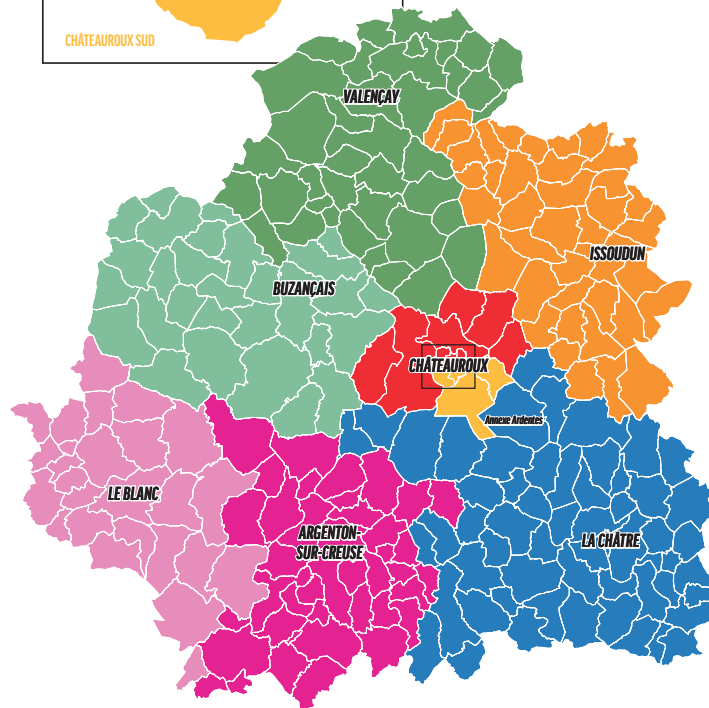 CHÂTEAUROUX SUD
VALENÇAY
ISSOUDUN
BUZANÇAIS
CHÂTEAUROUX
Annexe Ardentes
LE BLANC
ARGENTON-
SUR-CREUSE
LA CHÂTRE